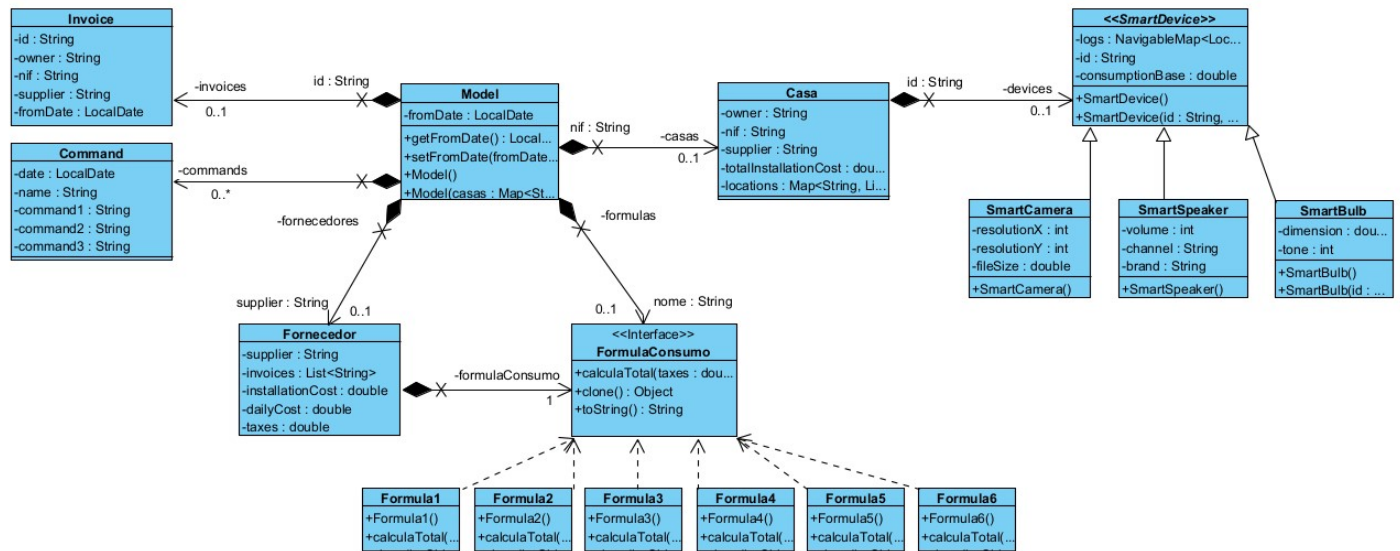 Invoice
-id : String
-owner : String
-nif : String
-supplier : String
-fromDate : LocalDate
-invoices
0..1
id : String
Model
-fromDate : LocalDate
+getFromDate() : Local...
+setFromDate(fromDate...
+Model()
+Model(casas : Map<St...
nif : String
-casas
0..1
Casa
-owner : String
-nif : String
-supplier : String
-totalInstallationCost : dou...
-locations : Map<String, Li...
id : String
-devices
0..1
<<SmartDevice>>
-logs : NavigableMap<Loc...
-id : String
-consumptionBase : double
+SmartDevice()
+SmartDevice(id : String, ...
Command
-date : LocalDate
-name : String
-command1 : String
-command2 : String
-command3 : String
-commands
0..*
-fornecedores
-formulas
SmartCamera
-resolutionX : int
-resolutionY : int
-fileSize : double
+SmartCamera()
SmartSpeaker
-volume : int
-channel : String
-brand : String
+SmartSpeaker()
SmartBulb
-dimension : dou...
-tone : int
+SmartBulb()
+SmartBulb(id : ...
supplier : String
0..1
0..1
nome : String
Fornecedor
-supplier : String
-invoices : List<String>
-installationCost : double
-dailyCost : double
-taxes : double
-formulaConsumo
1
<<Interface>>
FormulaConsumo
+calculaTotal(taxes : dou...
+clone() : Object
+toString() : String
Formula1
+Formula1()
+calculaTotal(...
Formula2
+Formula2()
+calculaTotal(...
Formula3
+Formula3()
+calculaTotal(...
Formula4
+Formula4()
+calculaTotal(...
Formula5
+Formula5()
+calculaTotal(...
Formula6
+Formula6()
+calculaTotal(...